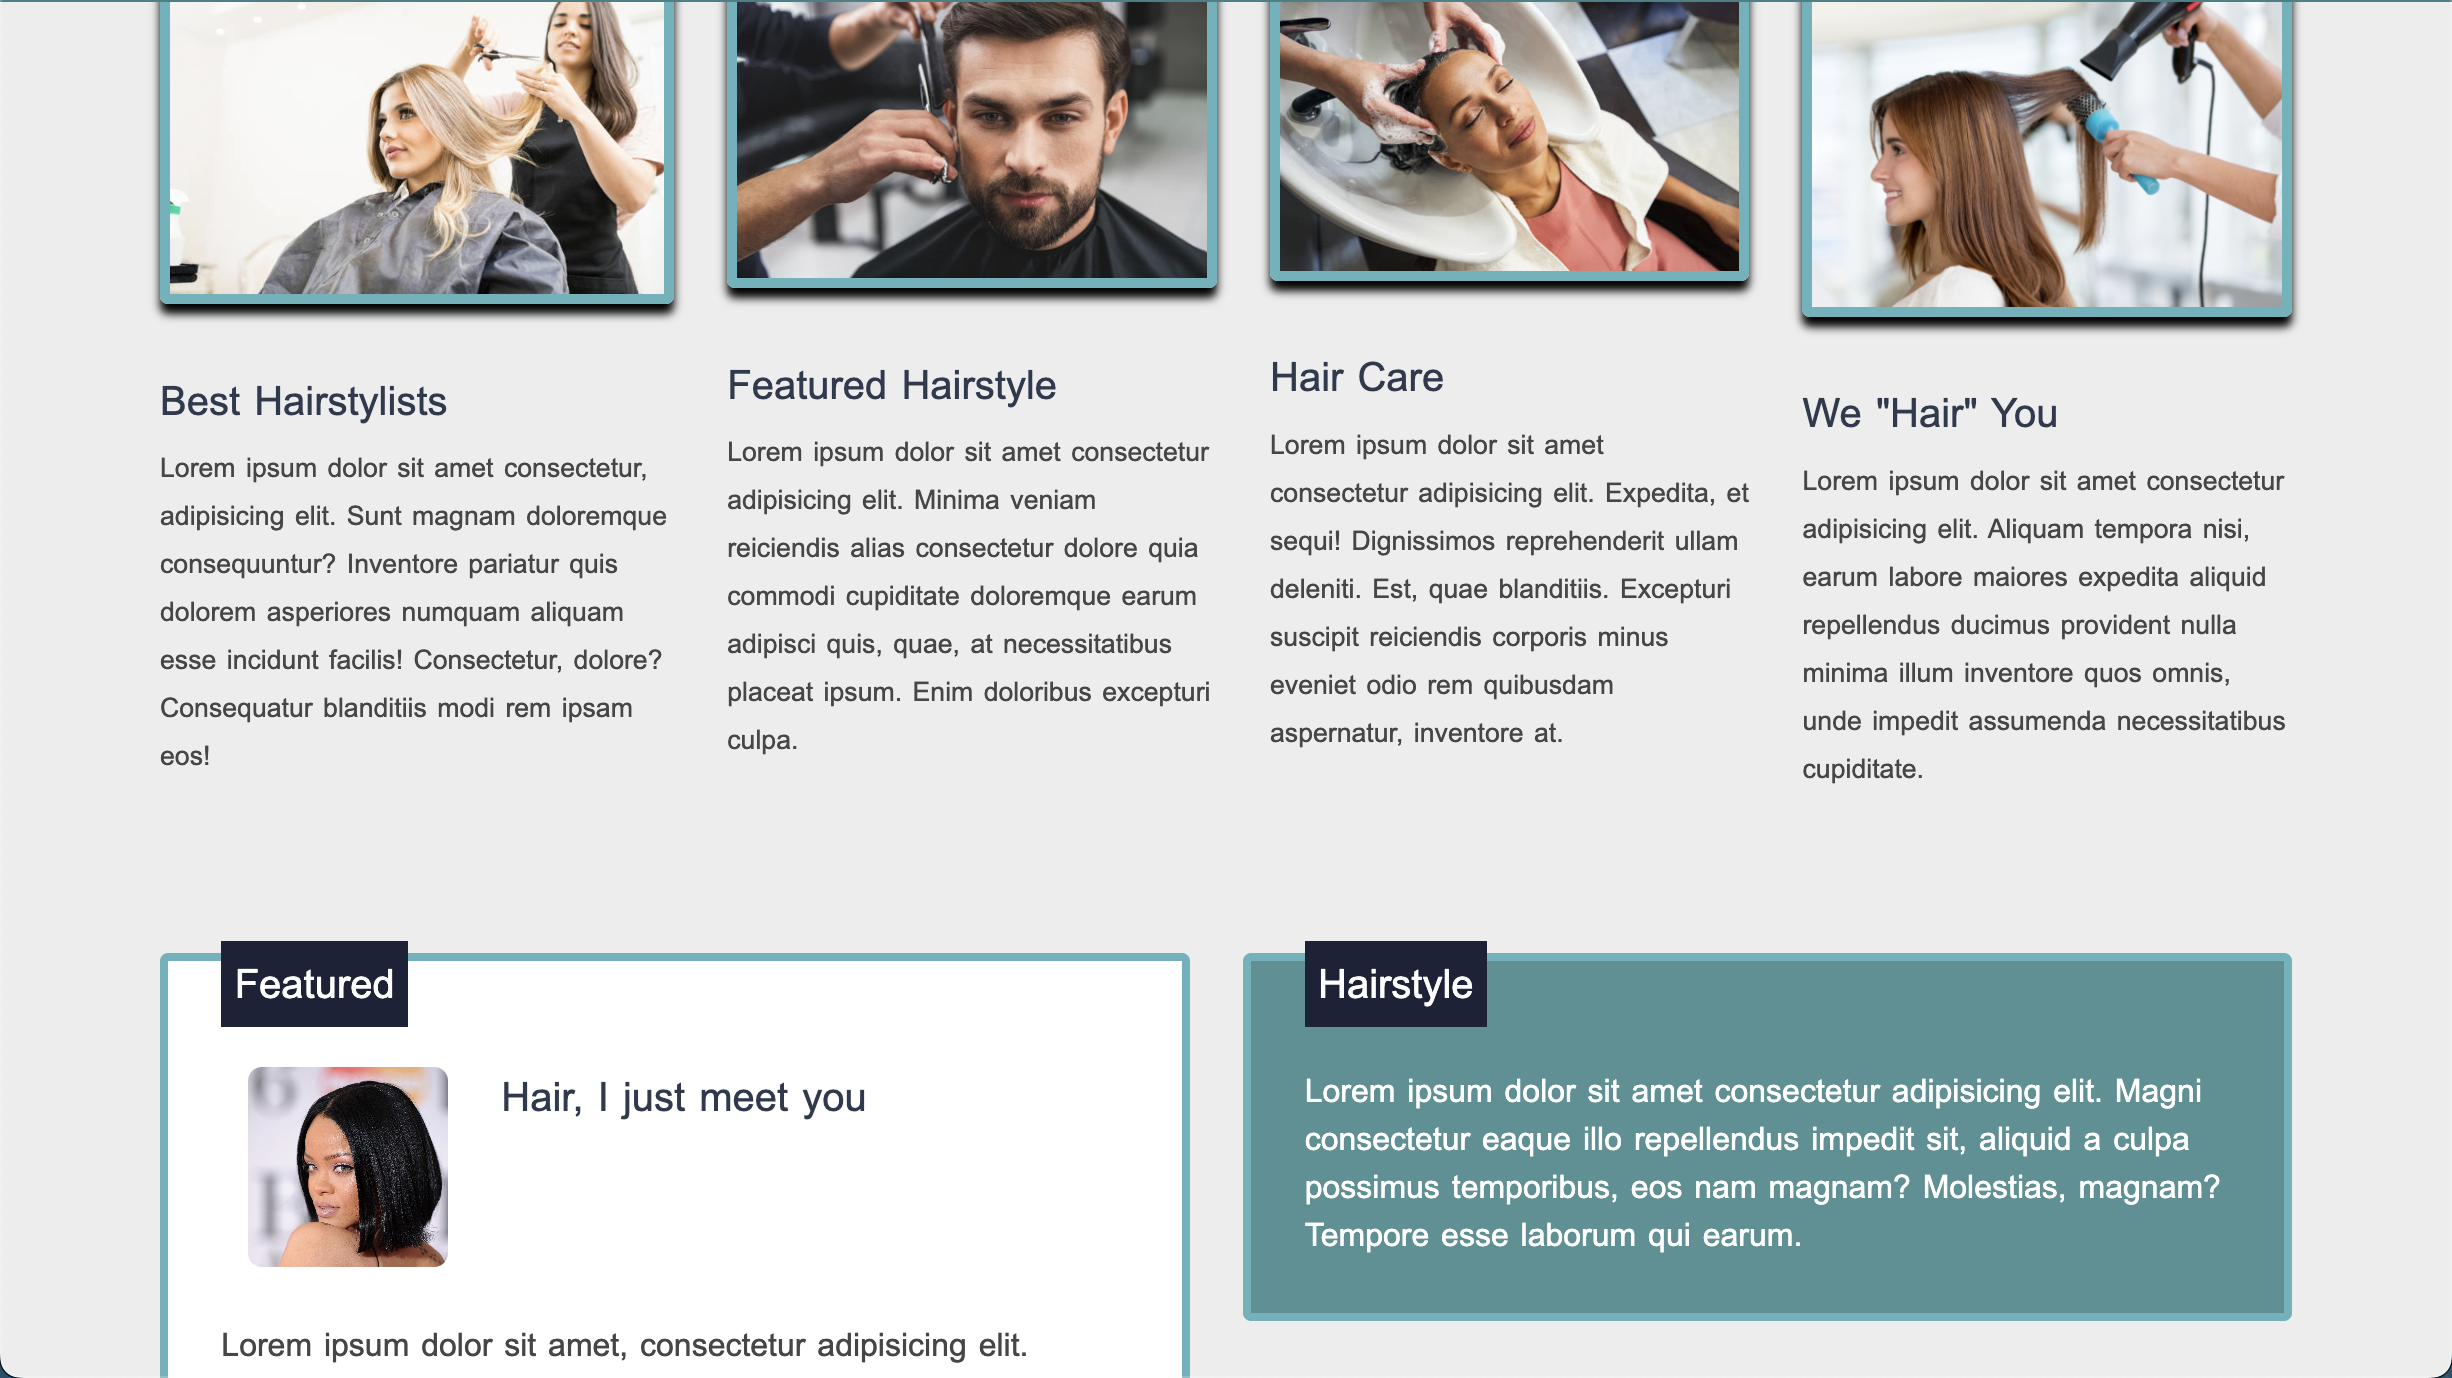 Best Hairstylists
Lorem ipsum dolor sit amet consectetur,
adipisicing elit. Sunt magnam doloremque
consequuntur? Inventore pariatur quis
dolorem asperiores numquam aliquam
esse incidunt facilis! Consectetur, dolore?
Consequatur blanditiis modi rem ipsam
eos!
Featured Hairstyle
Lorem ipsum dolor sit amet consectetur
adipisicing elit. Minima veniam
reiciendis alias consectetur dolore quia
commodi cupiditate doloremque earum
adipisci quis, quae, at necessitatibus
placeat ipsum. Enim doloribus excepturi
culpa.
Hair Care
Lorem ipsum dolor sit amet
consectetur adipisicing elit. Expedita, et
sequi! Dignissimos reprehenderit ullam
deleniti. Est, quae blanditiis. Excepturi
suscipit reiciendis corporis minus
eveniet odio rem quibusdam
aspernatur, inventore at.
We "Hair" You
Lorem ipsum dolor sit amet consectetur
adipisicing elit. Aliquam tempora nisi,
earum labore maiores expedita aliquid
repellendus ducimus provident nulla
minima illum inventore quos omnis,
unde impedit assumenda necessitatibus
cupiditate.
Featured
Hair, I just meet you
Lorem ipsum dolor sit amet, consectetur adipisicing elit.
Hairstyle
Lorem ipsum dolor sit amet consectetur adipisicing elit. Magni
consectetur eaque illo repellendus impedit sit, aliquid a culpa
possimus temporibus, eos nam magnam? Molestias, magnam?
Tempore esse laborum qui earum.